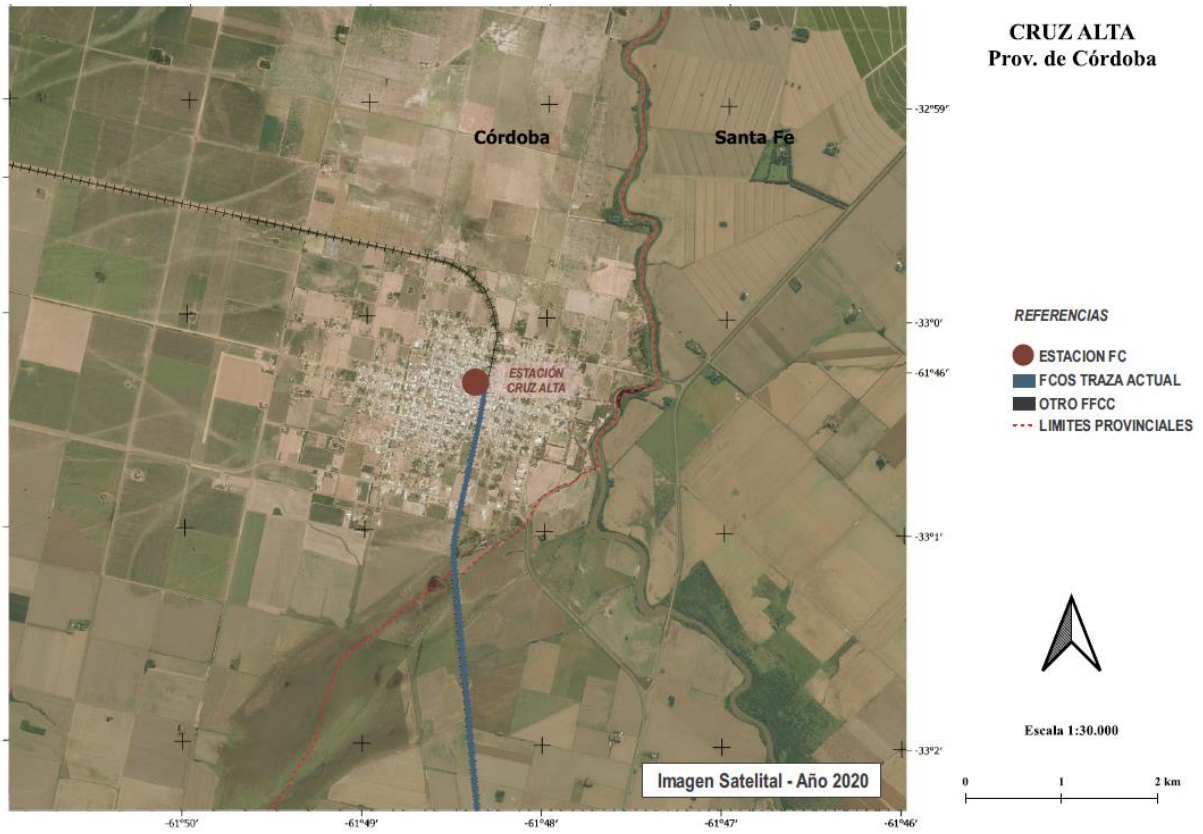 CRUZ ALTA
Prov. de Córdoba
Córdoba
Santa Fe
-32°59'
-33°0'
-61°46'
ESTACIÓN
CRUZ ALTA
REFERENCIAS
ESTACION FC
FCOS TRAZA ACTUAL
OTRO FFCC
LIMITES PROVINCIALES
-33°1'
Escala 1:30.000
-33°2'
Imagen Satelital - Año 2020
0 1 2 km
-61°50' -61°49' -61°48' -61°47' -61°46'